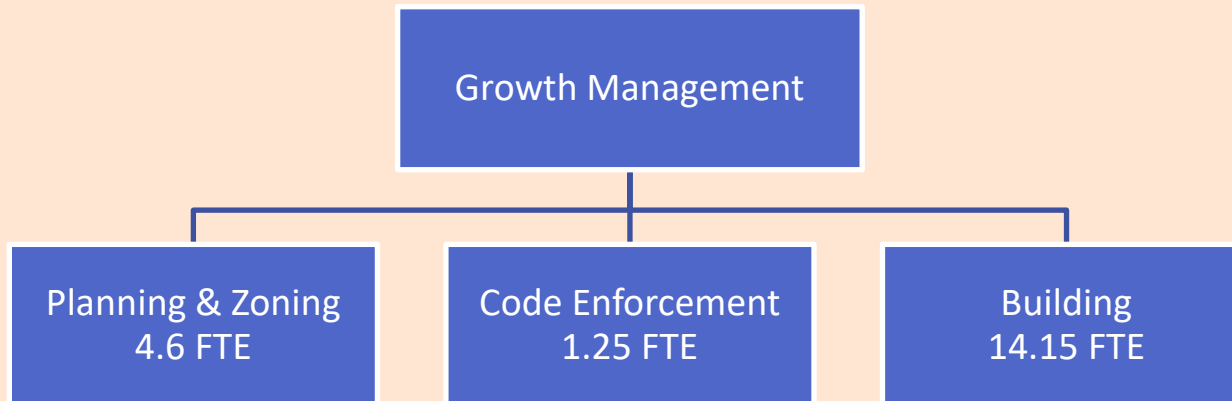 Growth Management
Planning & Zoning
4.6 FTE
Code Enforcement
1.25 FTE
Building
14.15 FTE